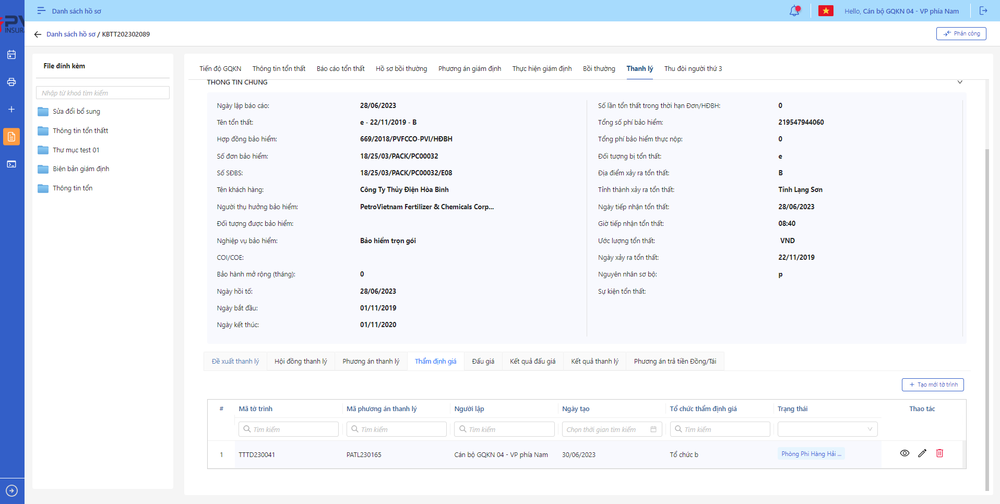 Danh sách hồ sơ
Hello, Cán bộ GQKN 04 - VP phía Nam
Danh sách hồ sơ / KBTT202302089
Phân công
File đính kèm
Nhập từ khoá tìm kiếm
Sửa đổi bổ sung
Thông tin tổn thấtt
Thư mục test 01
Biên bản giám định
Thông tin tổn
Tiến độ GQKN
Thông tin tổn thất
Báo cáo tổn thất
Hồ sơ bồi thường
Phương án giám định
Thực hiện giám định
Bồi thường
Thanh lý
Thu đòi người thứ 3
THÔNG TIN CHUNG
Ngày lập báo cáo: 28/06/2023
Tên tổn thất: e - 22/11/2019 - B
Hợp đồng bảo hiểm: 669/2018/PVFCCO-PVI/HĐBH
Số đơn bảo hiểm: 18/25/03/PACK/PC00032
Số SĐBS: 18/25/03/PACK/PC00032/E08
Tên khách hàng: Công Ty Thủy Điện Hòa Bình
Người thụ hưởng bảo hiểm: PetroVietnam Fertilizer & Chemicals Corp...
Đối tượng được bảo hiểm:
Nghiệp vụ bảo hiểm: Bảo hiểm trọn gói
COI/COE:
Bảo hành mở rộng (tháng): 0
Ngày hồi tố: 28/06/2023
Ngày bắt đầu: 01/11/2019
Ngày kết thúc: 01/11/2020
Số lần tổn thất trong thời hạn Đơn/HĐBH: 0
Tổng số phí bảo hiểm: 219547944060
Tổng phí bảo hiểm thực nộp: 0
Đối tượng bị tổn thất: e
Địa điểm xảy ra tổn thất: B
Tỉnh thành xảy ra tổn thất: Tỉnh Lạng Sơn
Ngày tiếp nhận tổn thất: 28/06/2023
Giờ tiếp nhận tổn thất: 08:40
Ước lượng tổn thất: VND
Ngày xảy ra tổn thất: 22/11/2019
Nguyên nhân sơ bộ: p
Sự kiện tổn thất:
Đề xuất thanh lý
Hội đồng thanh lý
Phương án thanh lý
Thẩm định giá
Đấu giá
Kết quả đấu giá
Kết quả thanh lý
Phương án trả tiền Đồng/Tái
+ Tạo mới tờ trình
# Mã tờ trình Mã phương án thanh lý Người lập Ngày tạo Tổ chức thẩm định giá Trạng thái Thao tác
Tìm kiếm Tìm kiếm Tìm kiếm Chọn thời gian tìm kiếm Tìm kiếm
1 TTTD230041 PATL230165 Cán bộ GQKN 04 - VP phía Nam 30/06/2023 Tổ chức b Phòng Phi Hàng Hải ...